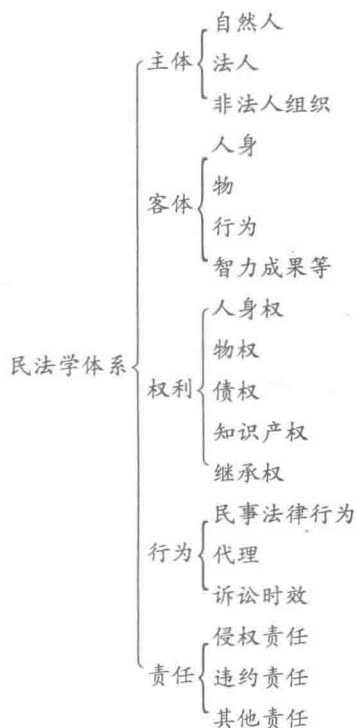 民法学体系
主体
自然人
法人
非法人组织
客体
人身
物
行为
智力成果等
权利
人身权
物权
债权
知识产权
继承权
行为
民事法律行为
代理
诉讼时效
责任
侵权责任
违约责任
其他责任